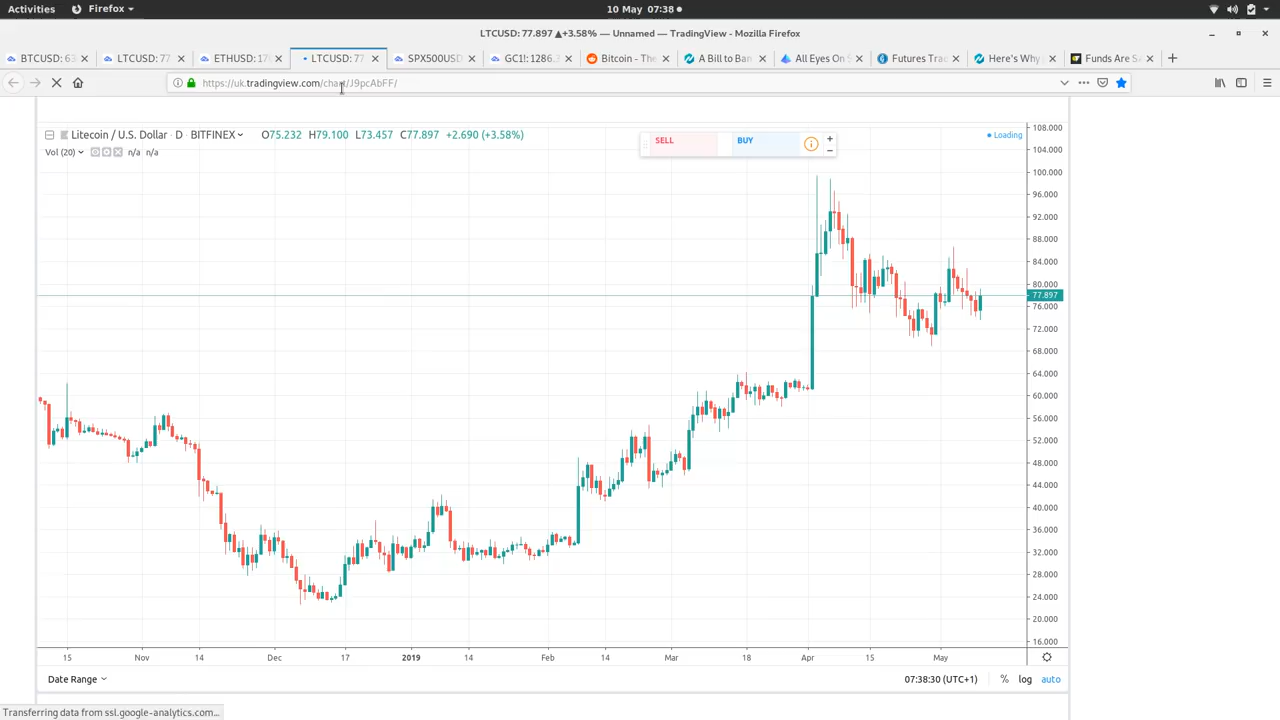 Activities Firefox 10 May 07:38
LTCUSD: 77.897 ▲+3.58% — Unnamed — TradingView - Mozilla Firefox
BTCUSD: 63 LTCUSD: 77. ETHUSD: 17 LTCUSD: 77 SPX500USD GC1!: 1286. Bitcoin - The A Bill to Ban All Eyes On S Futures Trad Here's Why Funds Are SA
https://uk.tradingview.com/chart/J9pcAbFF/
Litecoin / U.S. Dollar · D · BITFINEX O75.232 H79.100 L73.457 C77.897 +2.690 (+3.58%)
SELL BUY
Loading
Vol (20) n/a n/a
108.000
104.000
100.000
96.000
92.000
88.000
84.000
80.000
77.897
76.000
72.000
68.000
64.000
60.000
56.000
52.000
48.000
44.000
40.000
36.000
32.000
28.000
24.000
20.000
16.000
15 Nov 14 Dec 17 2019 14 Feb 14 Mar 18 Apr 15 May
Date Range 07:38:30 (UTC+1) % log auto
Transferring data from ssl.google-analytics.com...